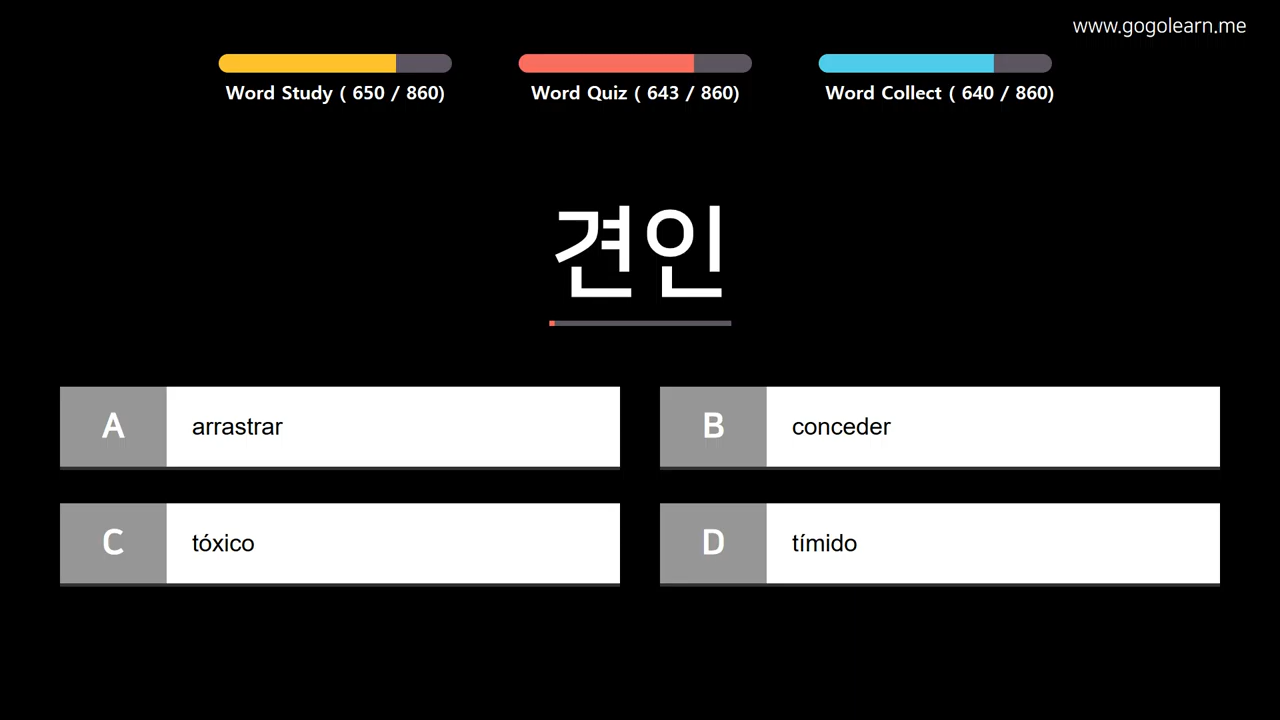 www.gogolearn.me
Word Study ( 650 / 860)
Word Quiz ( 643 / 860)
Word Collect ( 640 / 860)
견인
A arrastrar
B conceder
C tóxico
D tímido